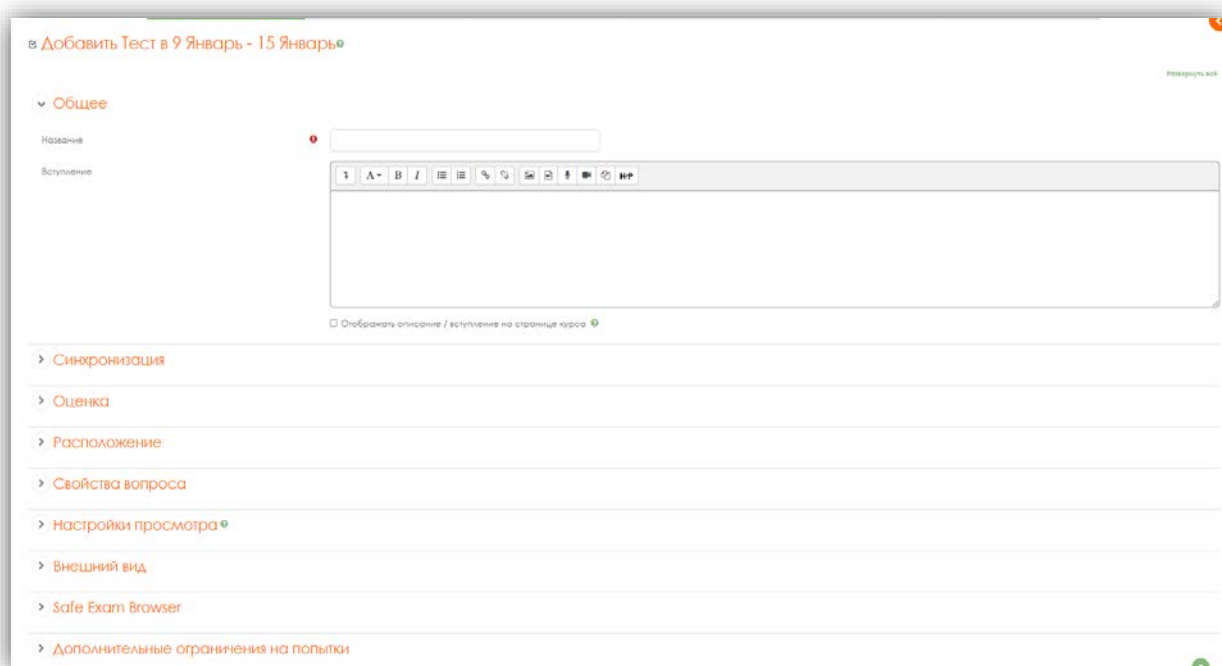 Добавить Тест в 9 Январь - 15 Январь
Развернуть всё
Общее
Название
Вступление
A B I H-P
Отображать описание / вступление на странице курса
Синхронизация
Оценка
Расположение
Свойства вопроса
Настройки просмотра
Внешний вид
Safe Exam Browser
Дополнительные ограничения на попытки